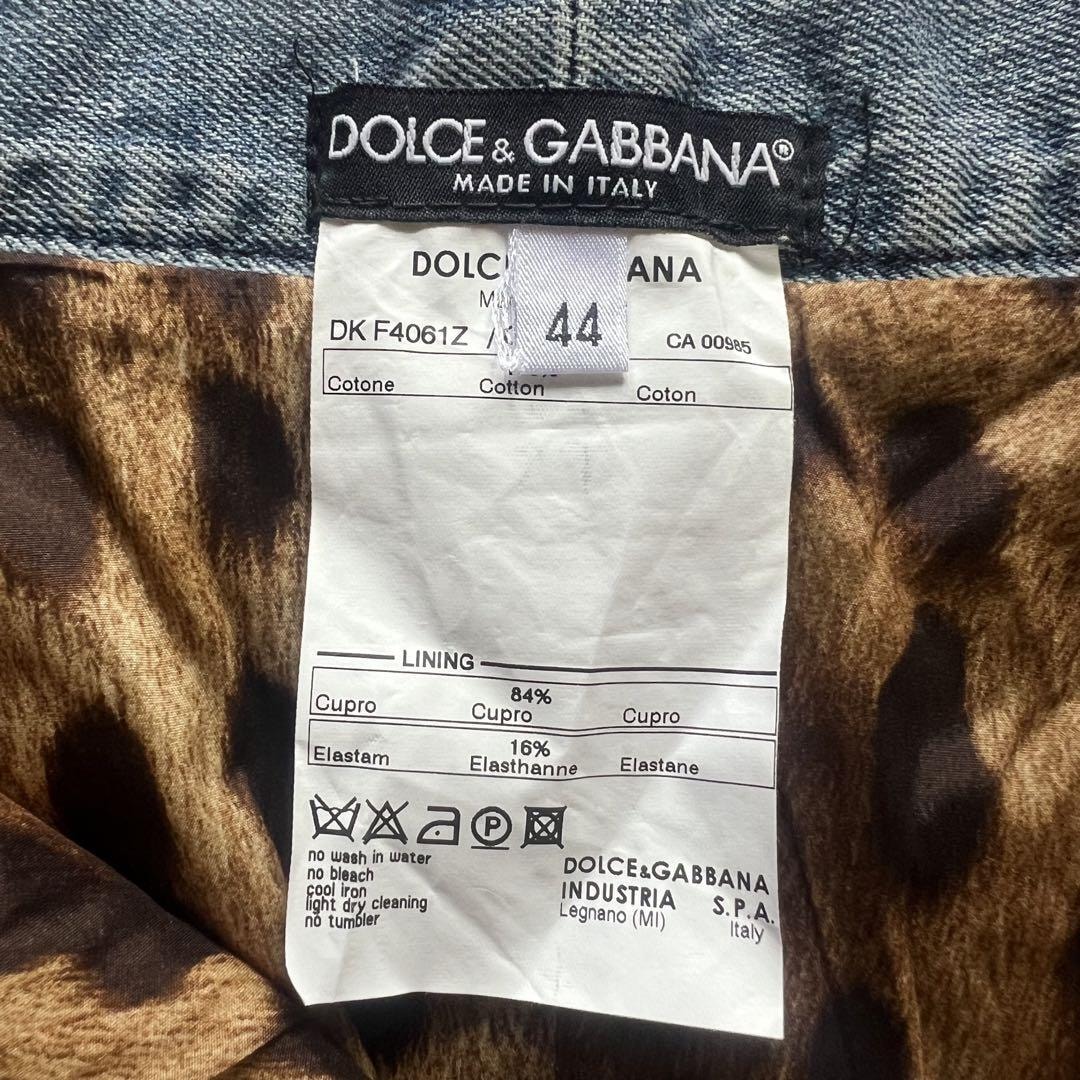 DOLCE & GABBANA®
MADE IN ITALY
44
DK F4061Z / CA 00985
Cotone Cotton Coton
LINING
84%
Cupro Cupro Cupro
16%
Elastam Elasthanne Elastane
P
no wash in water
no bleach
cool iron
light dry cleaning
no tumbler
DOLCE&GABBANA
INDUSTRIA S.P.A.
Legnano (MI) Italy